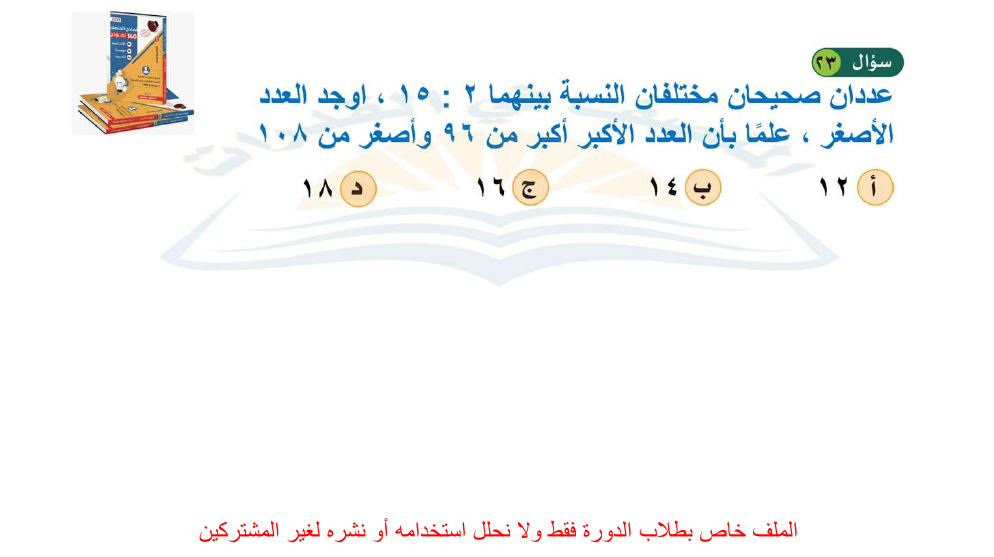 سؤال ٢٣
عددان صحيحان مختلفان النسبة بينهما ٢ : ١٥ ، اوجد العدد
الأصغر ، علمًا بأن العدد الأكبر أكبر من ٩٦ وأصغر من ١٠٨
أ ١٢ ب ١٤ ج ١٦ د ١٨
الملف خاص بطلاب الدورة فقط ولا نحلل استخدامه أو نشره لغير المشتركين